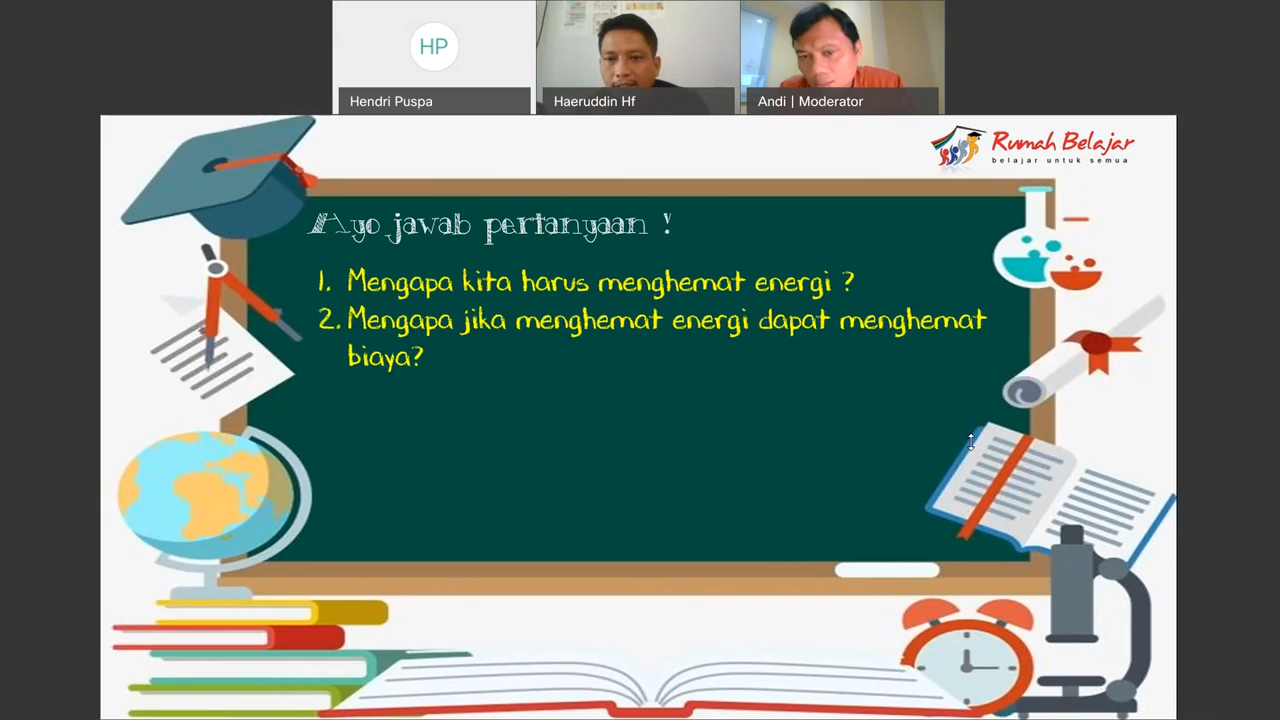 HP
Hendri Puspa
Haeruddin Hf
Andi | Moderator
Rumah Belajar
belajar untuk semua
Ayo jawab pertanyaan !
1. Mengapa kita harus menghemat energi ?
2. Mengapa jika menghemat energi dapat menghemat
biaya?